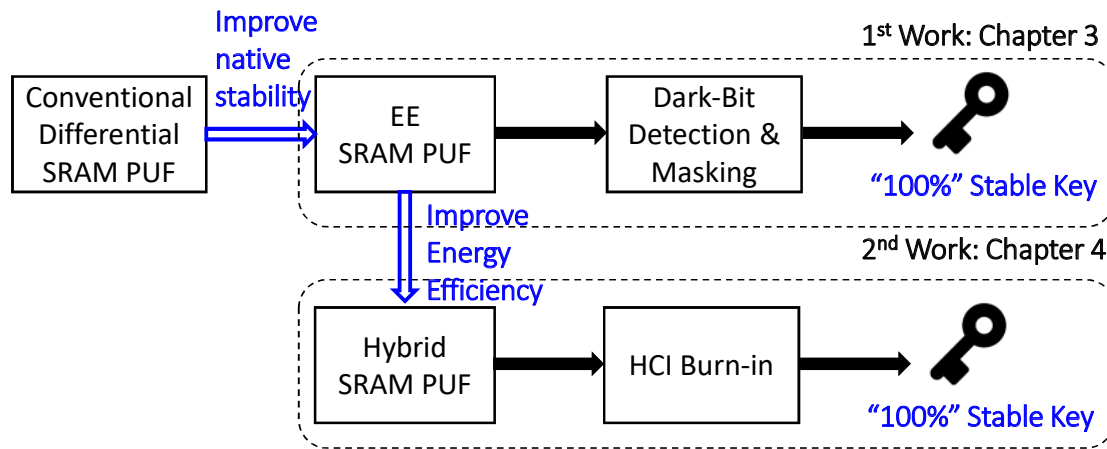 Improve
native
stability
1st Work: Chapter 3
Conventional
Differential
SRAM PUF
EE
SRAM PUF
Dark-Bit
Detection &
Masking
“100%” Stable Key
Improve
Energy
Efficiency
2nd Work: Chapter 4
Hybrid
SRAM PUF
HCI Burn-in
“100%” Stable Key